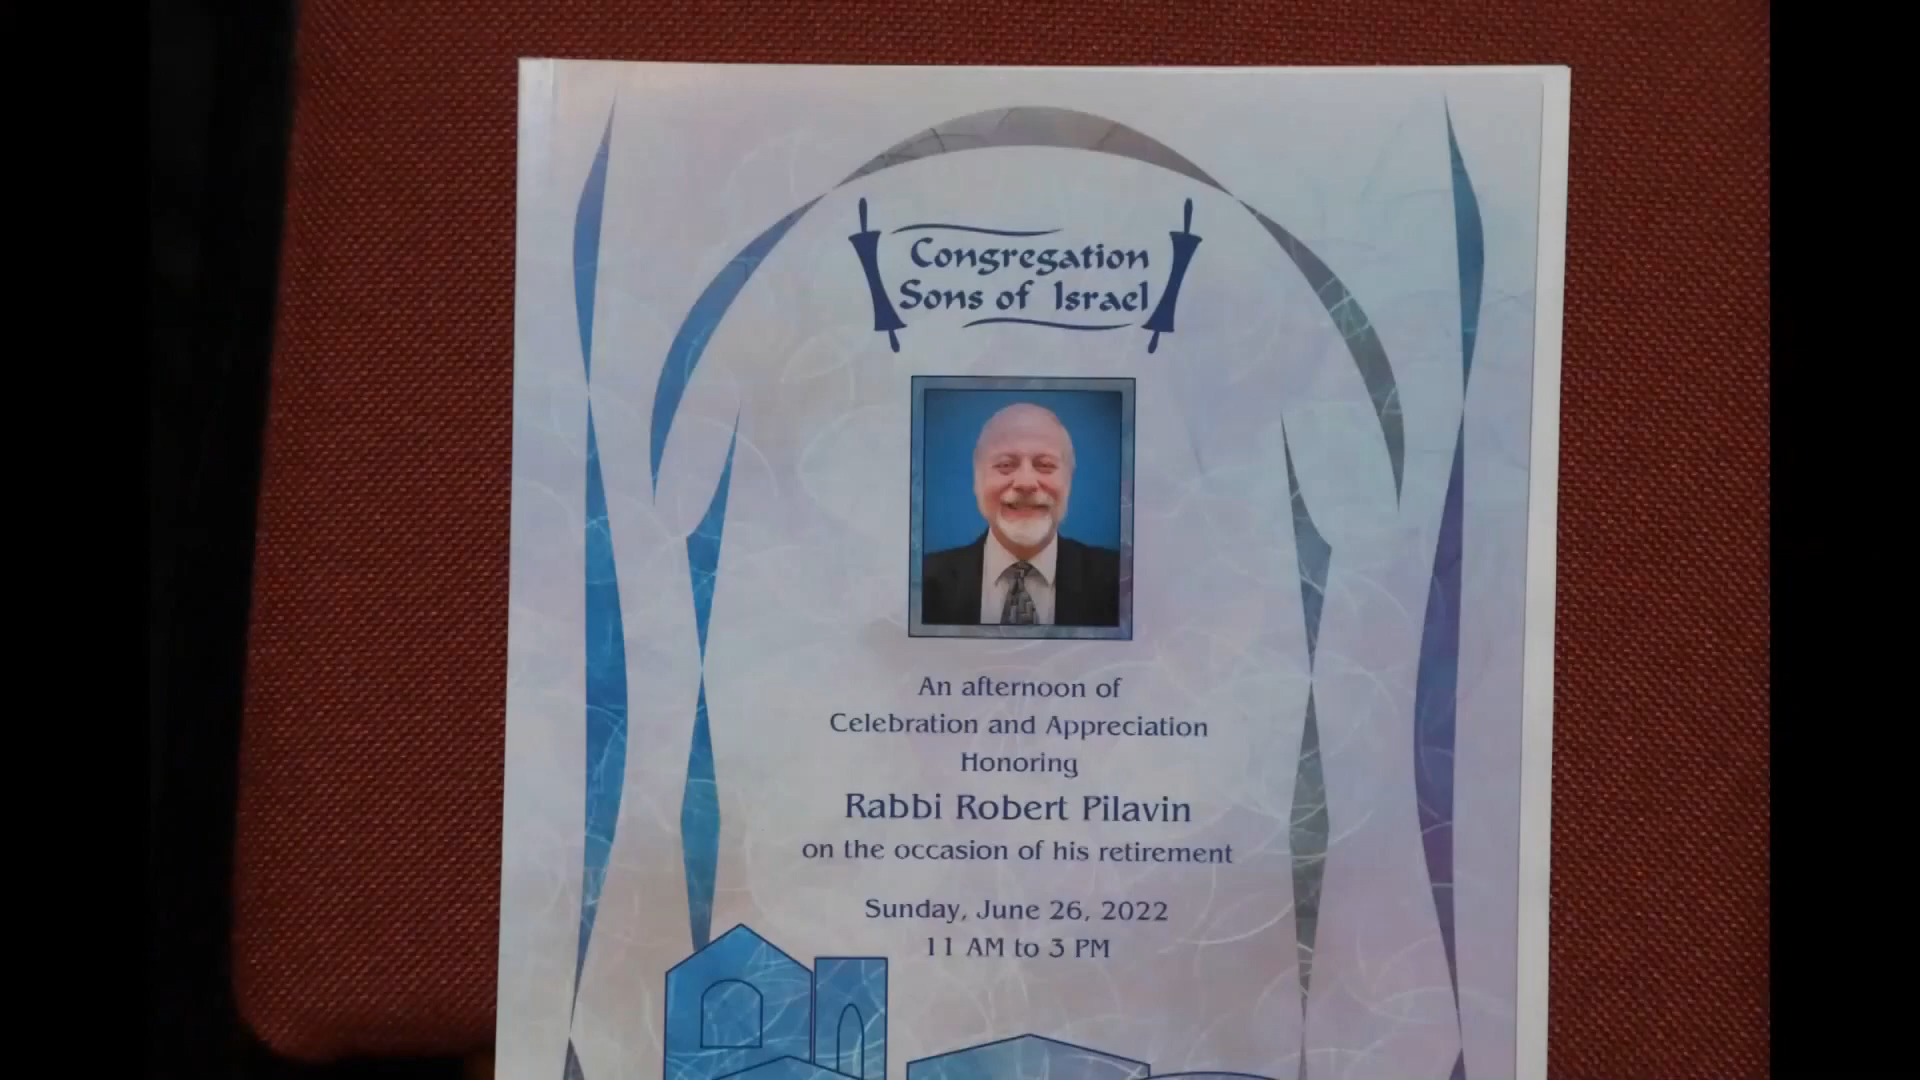 Congregation
Sons of Israel
An afternoon of
Celebration and Appreciation
Honoring
Rabbi Robert Pilavin
on the occasion of his retirement
Sunday, June 26, 2022
11 AM to 3 PM